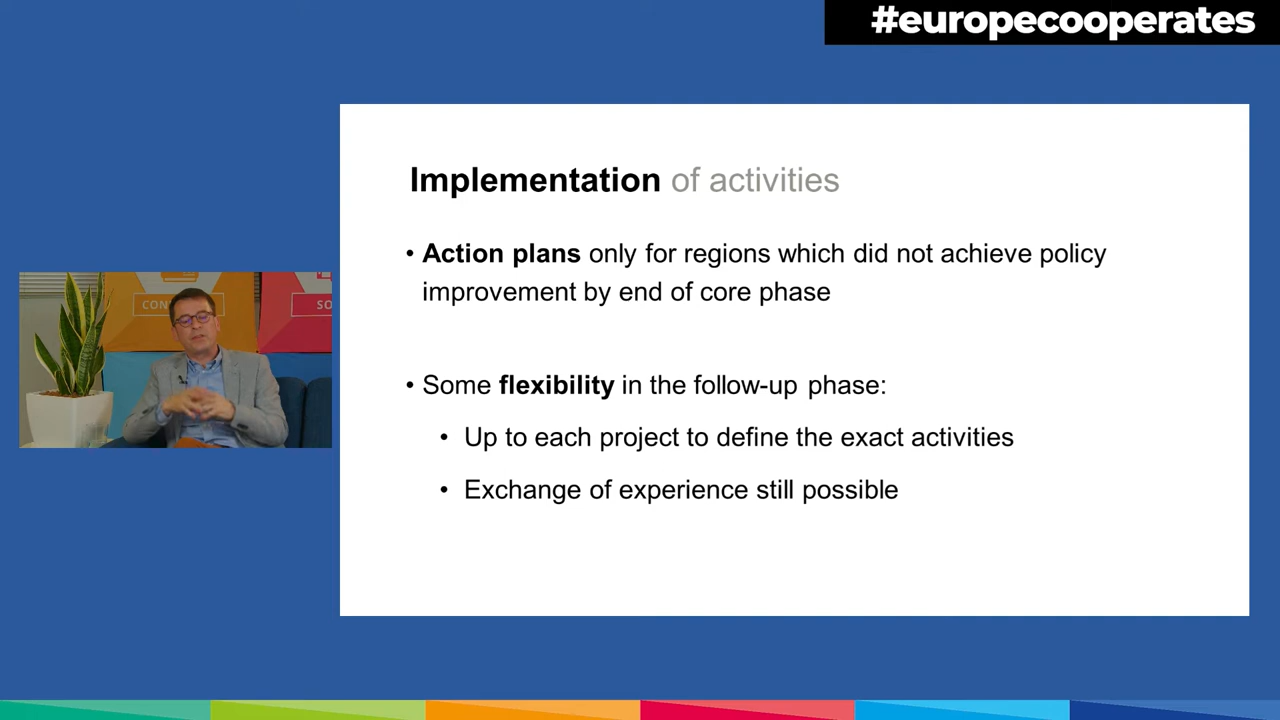 #europecooperates
Implementation of activities
• Action plans only for regions which did not achieve policy
improvement by end of core phase
• Some flexibility in the follow-up phase:
• Up to each project to define the exact activities
• Exchange of experience still possible
CON
SO